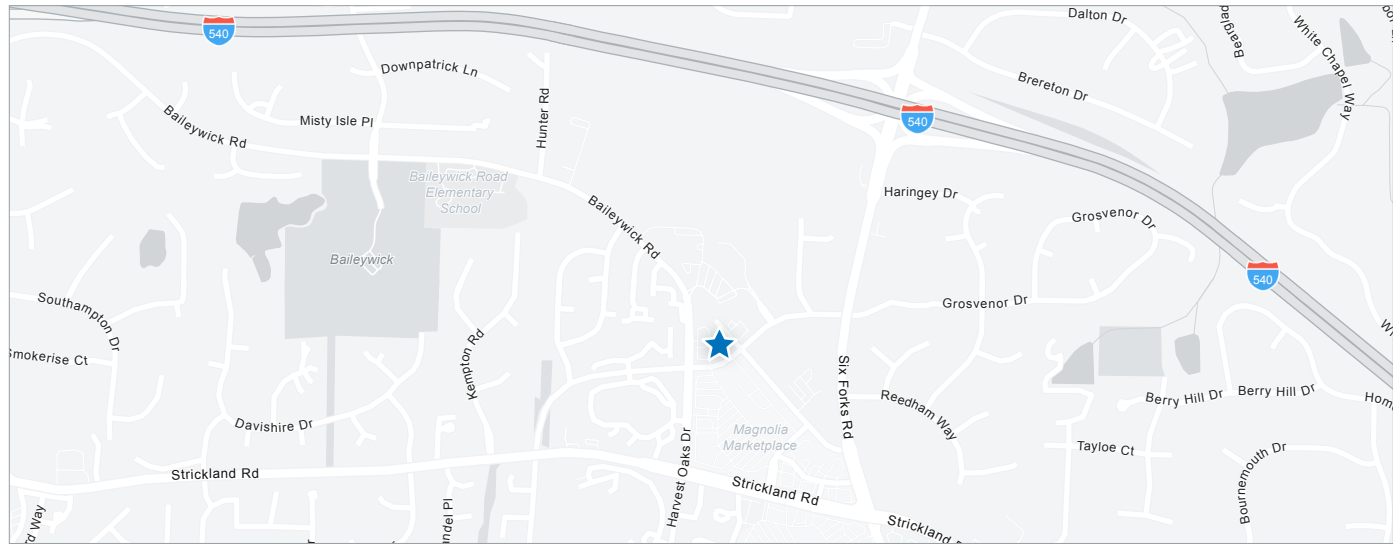 540
Dalton Dr
White Chapel Way
Downpatrick Ln
Brereton Dr
Hunter Rd
Baileywick Rd
Misty Isle Pl
540
Baileywick Road
Elementary
School
Haringey Dr
Baileywick Rd
Grosvenor Dr
Baileywick
540
Southampton Dr
Grosvenor Dr
Smokerise Ct
Kempton Rd
Six Forks Rd
Reedham Way
Berry Hill Dr
Berry Hill Dr
Davishire Dr
Magnolia
Marketplace
Tayloe Ct
Harvest Oaks Dr
Bournemouth Dr
Strickland Rd
Strickland Rd
Strickland